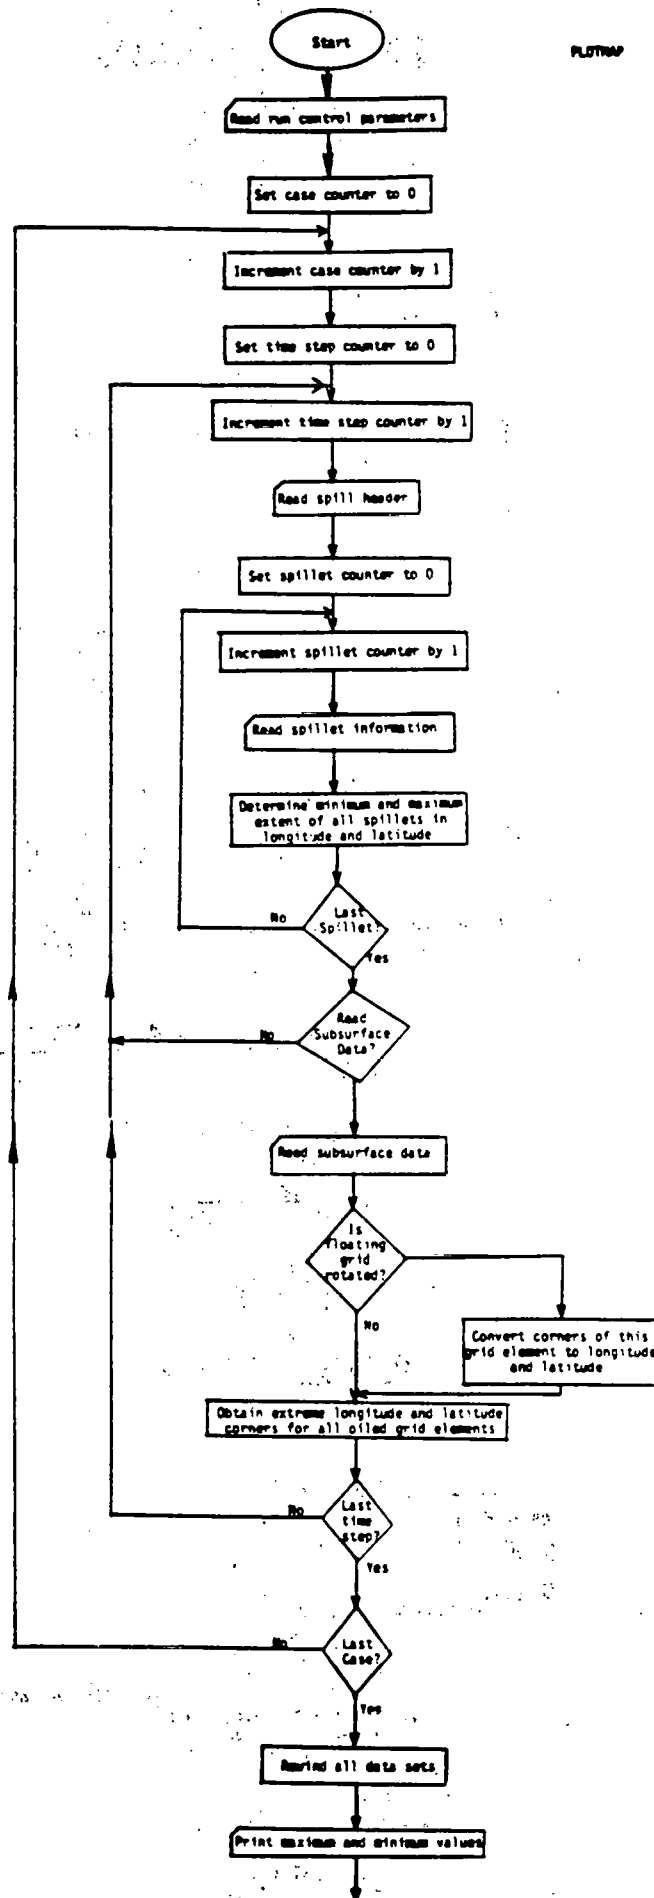 Start
PLOTMAP
Read run control parameters
Set case counter to 0
Increment case counter by 1
Set time step counter to 0
Increment time step counter by 1
Read spill header
Set spillet counter to 0
Increment spillet counter by 1
Read spillet information
Determine minimum and maximum
extent of all spillets in
longitude and latitude
Last
Spillet?
No
Yes
Read
Subsurface
Data?
No
Read subsurface data
Is
floating
grid
rotated?
No
Convert corners of this
grid element to longitude
and latitude
Obtain extreme longitude and latitude
corners for all oiled grid elements
Last
time
step?
No
Yes
Last
Case?
No
Yes
Rewind all data sets
Print maximum and minimum values